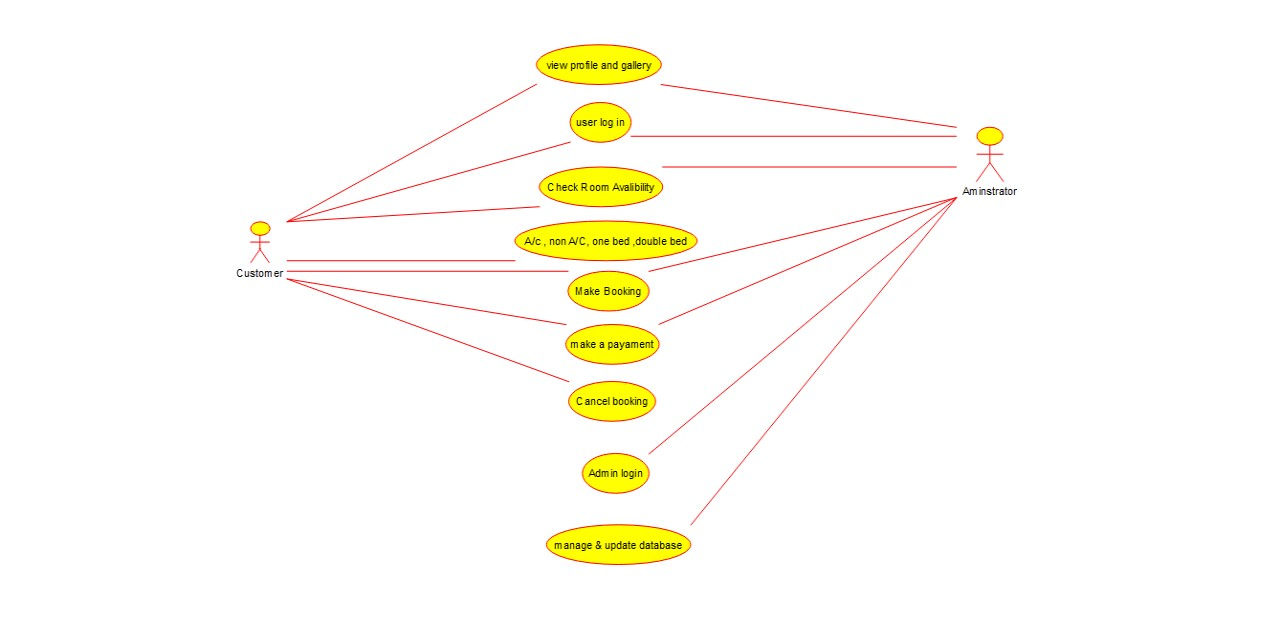 view profile and gallery
user log in
Check Room Avalibility
Aminstrator
A/c , non A/C, one bed ,double bed
Customer
Make Booking
make a payament
Cancel booking
Admin login
manage & update database